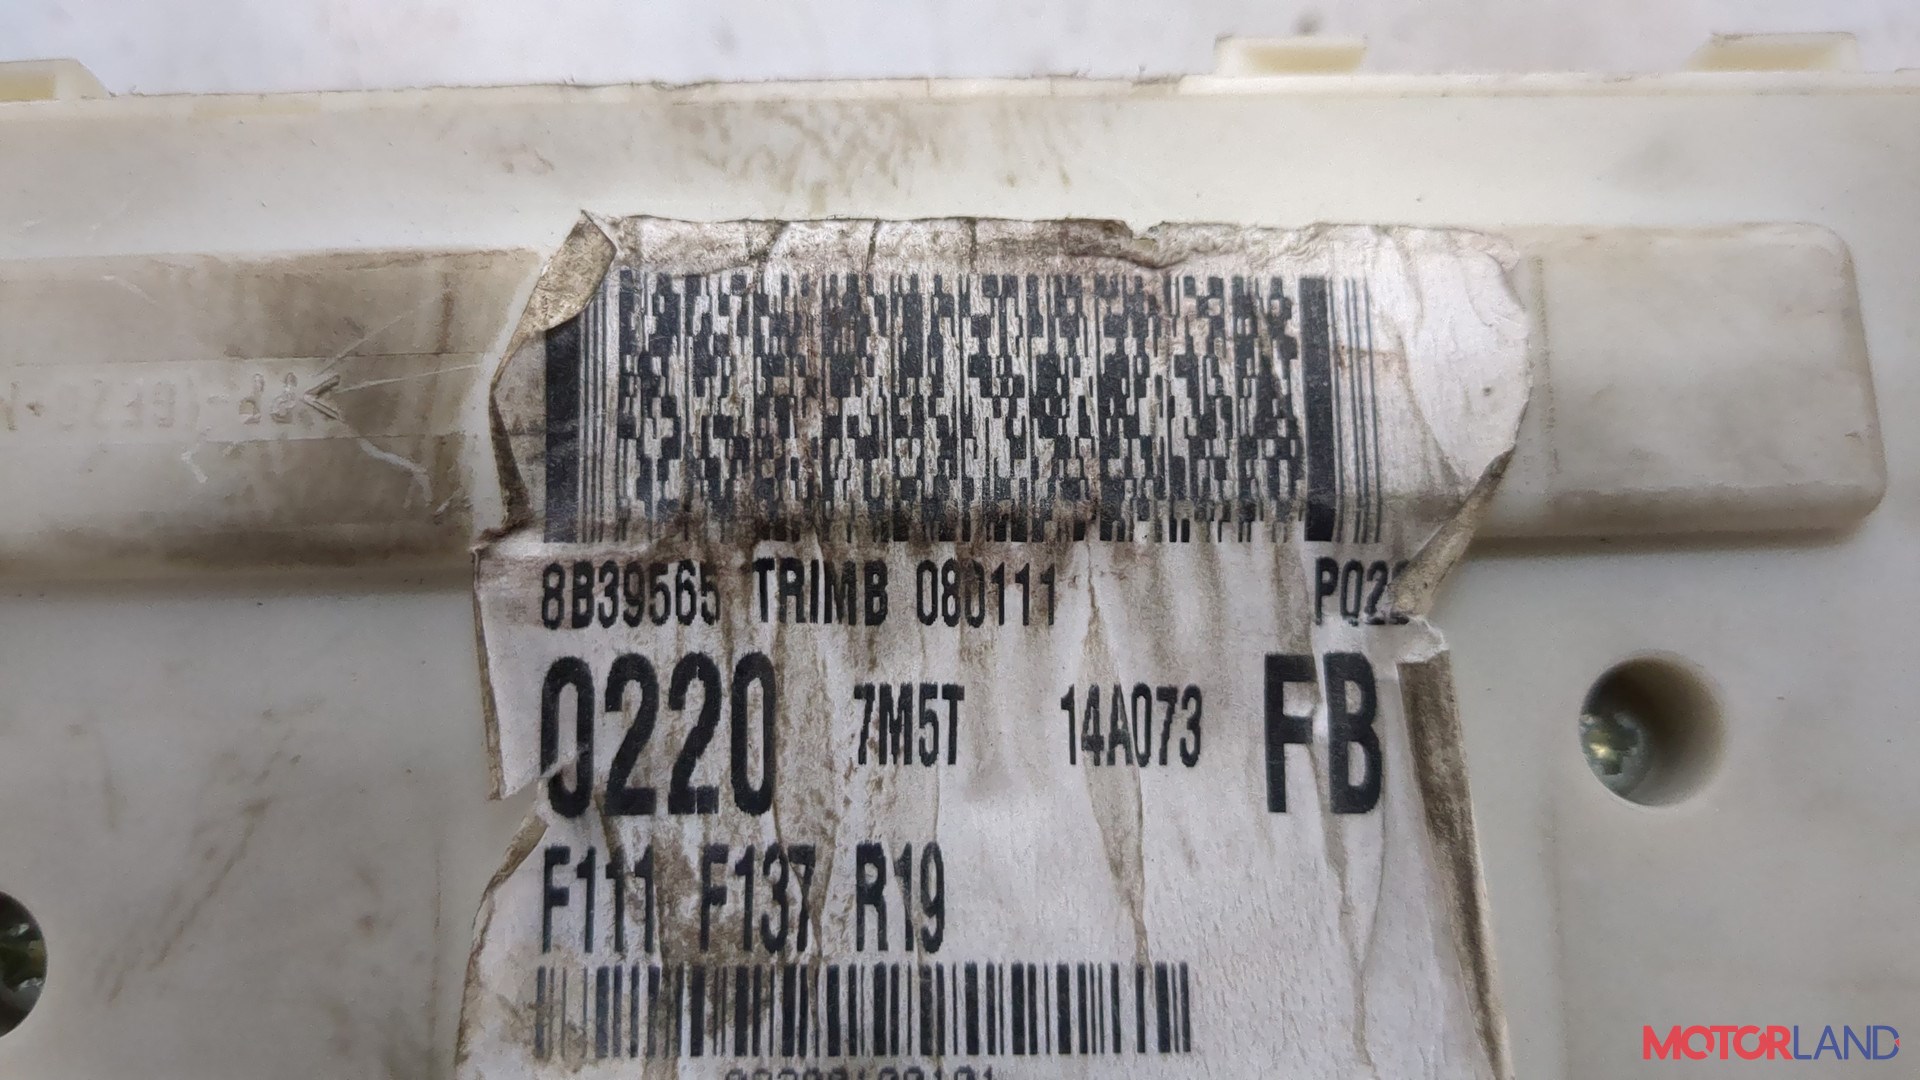 8B39565 TRIMB 080111
0220 7M5T 14A073 FB
F111 F137 R19
MOTORLAND